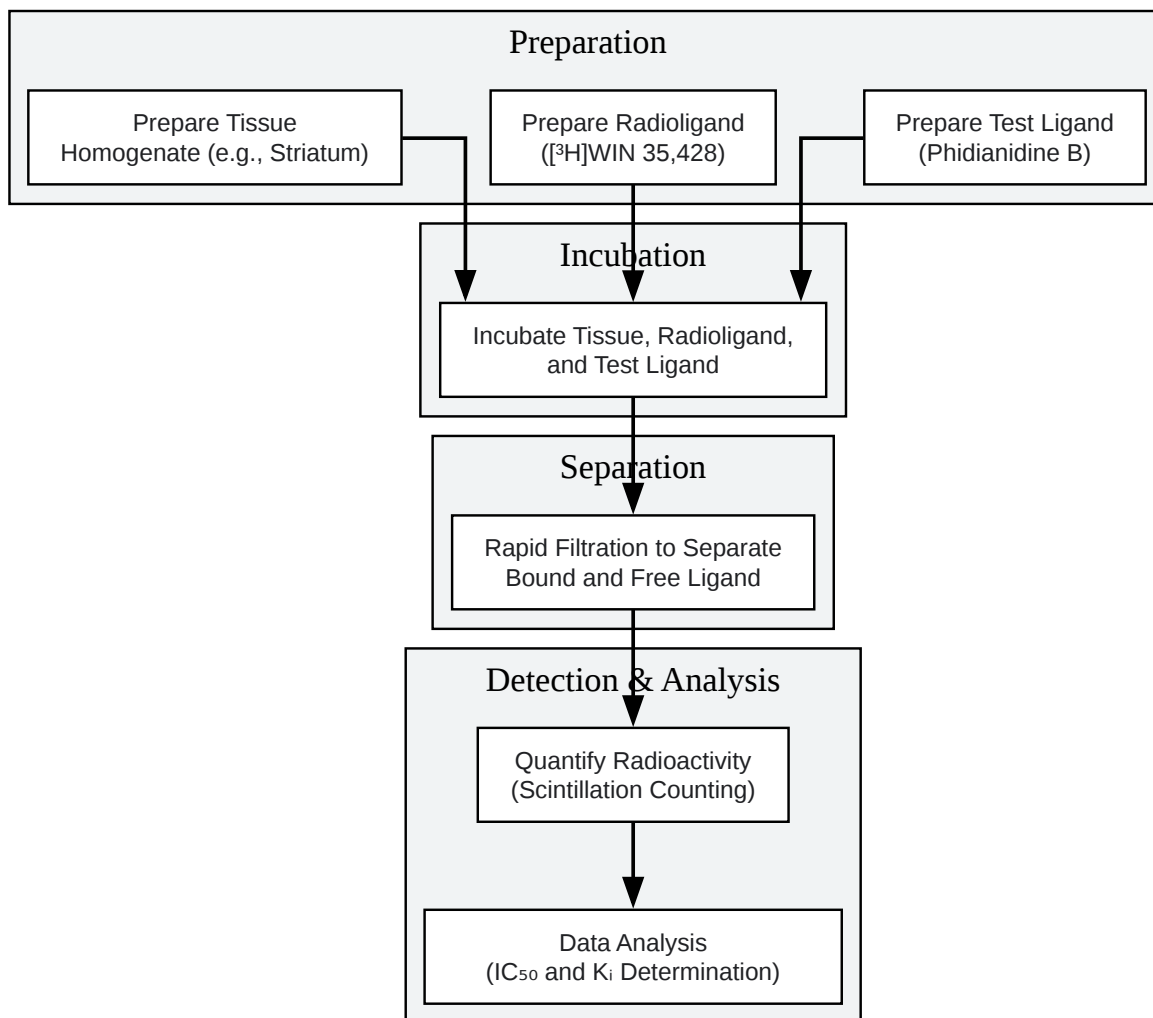 Preparation
Prepare Tissue
Homogenate (e.g., Striatum)
Prepare Radioligand
([³H]WIN 35,428)
Prepare Test Ligand
(Phidianidine B)
Incubation
Incubate Tissue, Radioligand,
and Test Ligand
Separation
Rapid Filtration to Separate
Bound and Free Ligand
Detection & Analysis
Quantify Radioactivity
(Scintillation Counting)
Data Analysis
(IC₅₀ and Kᵢ Determination)